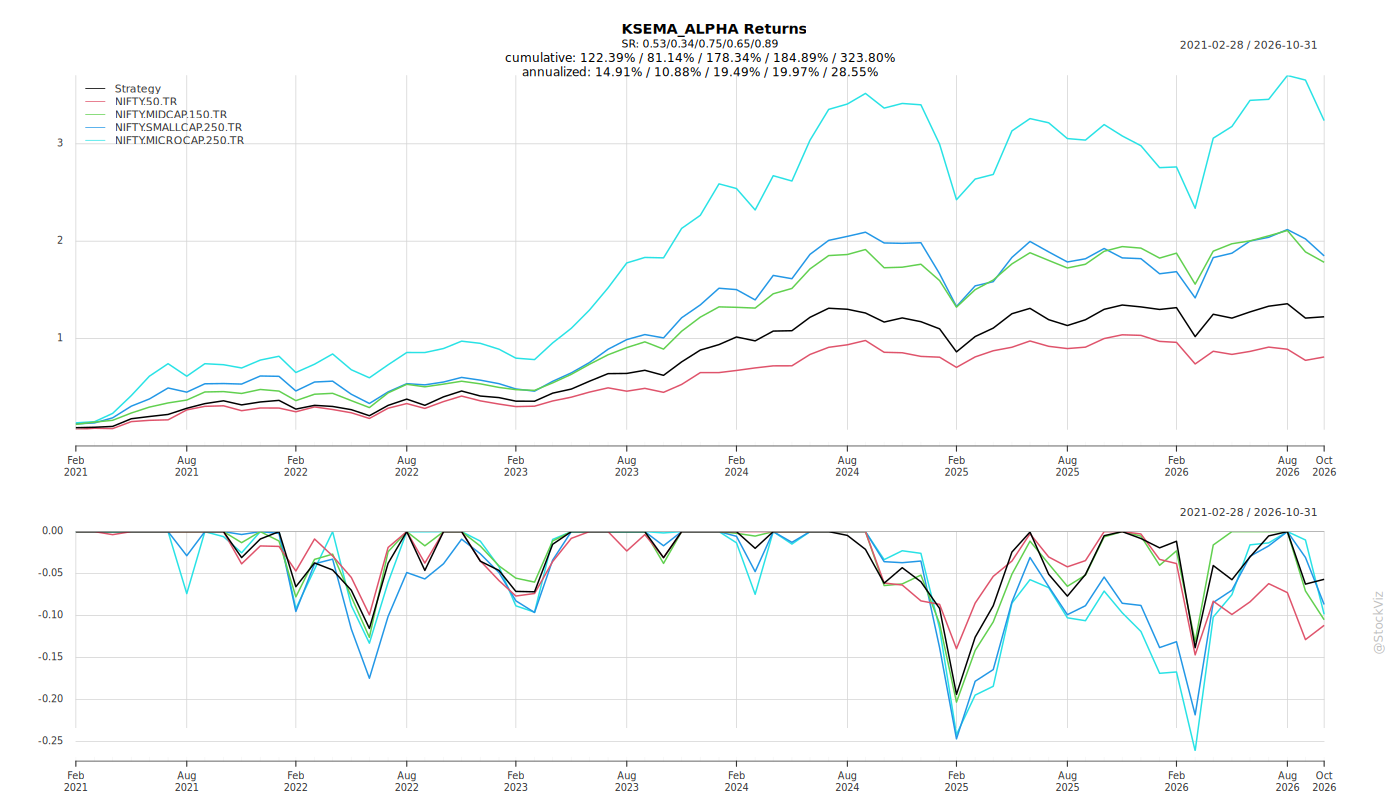 KSEMA_ALPHA Returns
SR: 0.53/0.34/0.75/0.65/0.89
cumulative: 122.39% / 81.14% / 178.34% / 184.89% / 323.80%
annualized: 14.91% / 10.88% / 19.49% / 19.97% / 28.55%
2021-02-28 / 2026-10-31
Strategy
NIFTY.50.TR
NIFTY.MIDCAP.150.TR
NIFTY.SMALLCAP.250.TR
NIFTY.MICROCAP.250.TR
3
2
1
Feb 2021
Aug 2021
Feb 2022
Aug 2022
Feb 2023
Aug 2023
Feb 2024
Aug 2024
Feb 2025
Aug 2025
Feb 2026
Aug 2026
Oct 2026
2021-02-28 / 2026-10-31
0.00
-0.05
-0.10
-0.15
-0.20
-0.25
Feb 2021
Aug 2021
Feb 2022
Aug 2022
Feb 2023
Aug 2023
Feb 2024
Aug 2024
Feb 2025
Aug 2025
Feb 2026
Aug 2026
Oct 2026
@StockViz